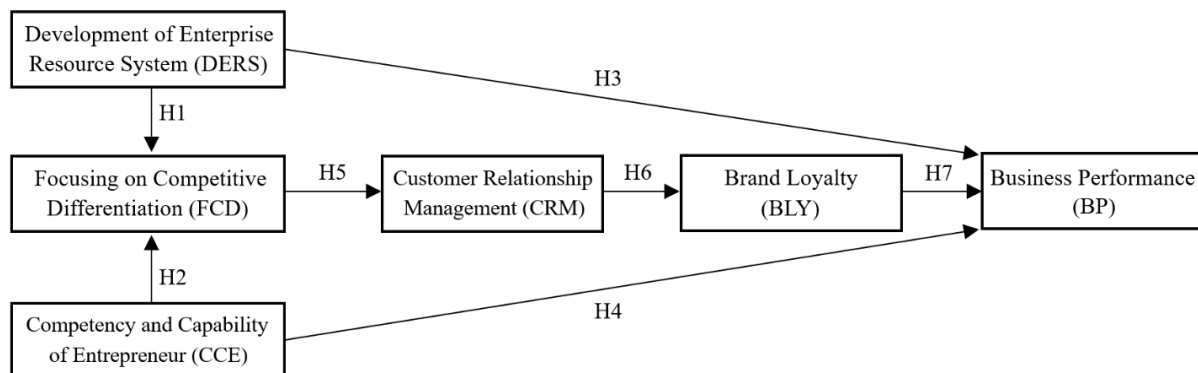 Development of Enterprise
Resource System (DERS)
H3
H1
Focusing on Competitive
Differentiation (FCD)
H5
Customer Relationship
Management (CRM)
H6
Brand Loyalty
(BLY)
H7
Business Performance
(BP)
H2
H4
Competency and Capability
of Entrepreneur (CCE)